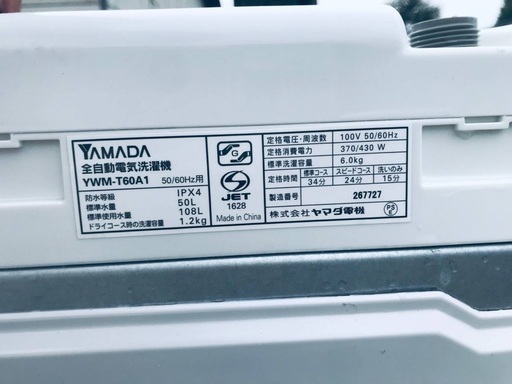 YAMADA
全自動電気洗濯機
YWM-T60A1 50/60Hz用
防水等級 IPX4
標準水位 50L
標準使用水量 108L
ドライコース時の洗濯容量 1.2kg
G
S
JET
1628
Made in China
定格電圧・周波数 100V 50/60Hz
定格消費電力 370/430 W
標準洗濯容量 6.0kg
定格時間 標準コース スピードコース 洗いのみ
34分 24分 15分
製造番号 267727
株式会社ヤマダ電機
PS
E